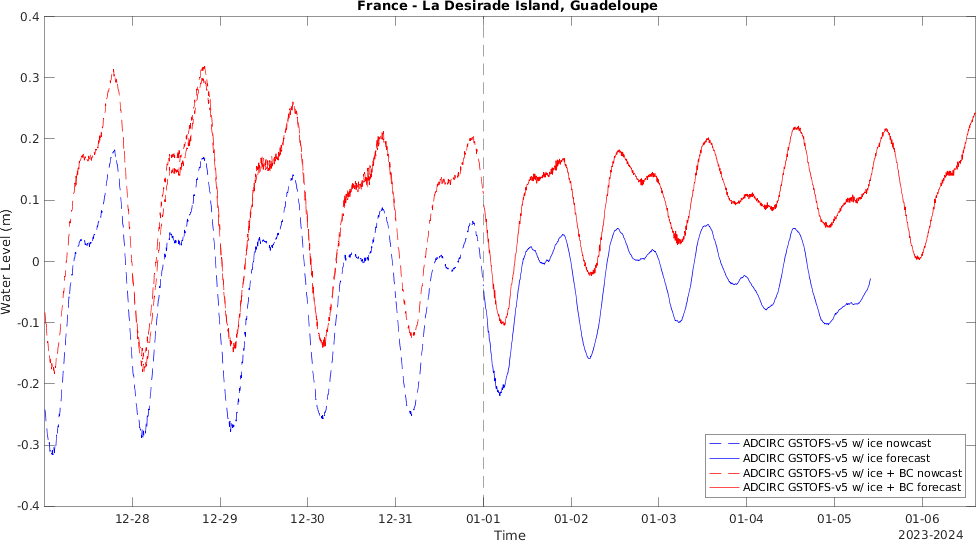 France - La Desirade Island, Guadeloupe
0.4
0.3
0.2
0.1
0
-0.1
-0.2
-0.3
-0.4
Water Level (m)
12-28
12-29
12-30
12-31
01-01
01-02
01-03
01-04
01-05
01-06
Time
2023-2024
ADCIRC GSTOFS-v5 w/ ice nowcast
ADCIRC GSTOFS-v5 w/ ice forecast
ADCIRC GSTOFS-v5 w/ ice + BC nowcast
ADCIRC GSTOFS-v5 w/ ice + BC forecast